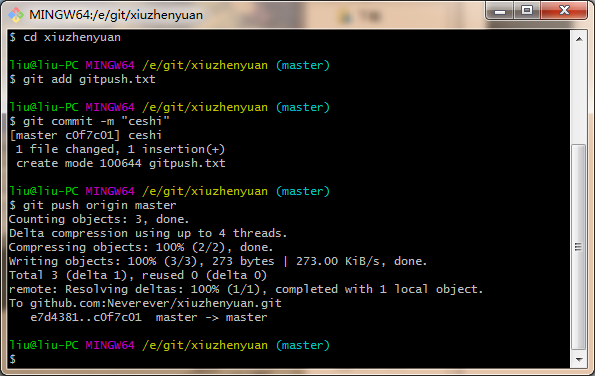 MINGW64:/e/git/xiuzhenyuan
$ cd xiuzhenyuan
liu@liu-PC MINGW64 /e/git/xiuzhenyuan (master)
$ git add gitpush.txt
liu@liu-PC MINGW64 /e/git/xiuzhenyuan (master)
$ git commit -m "ceshi"
[master c0f7c01] ceshi
1 file changed, 1 insertion(+)
create mode 100644 gitpush.txt
liu@liu-PC MINGW64 /e/git/xiuzhenyuan (master)
$ git push origin master
Counting objects: 3, done.
Delta compression using up to 4 threads.
Compressing objects: 100% (2/2), done.
Writing objects: 100% (3/3), 273 bytes | 273.00 KiB/s, done.
Total 3 (delta 1), reused 0 (delta 0)
remote: Resolving deltas: 100% (1/1), completed with 1 local object.
To github.com:Neverever/xiuzhenyuan.git
e7d4381..c0f7c01  master -> master
liu@liu-PC MINGW64 /e/git/xiuzhenyuan (master)
$